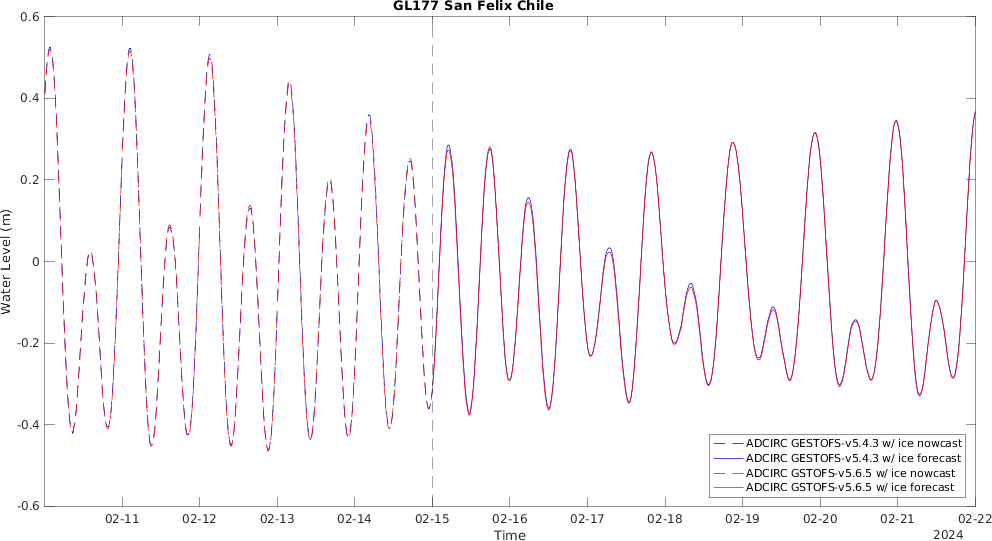 GL177 San Felix Chile
0.6
0.4
0.2
0
-0.2
-0.4
-0.6
Water Level (m)
ADCIRC GESTOFS-v5.4.3 w/ ice nowcast
ADCIRC GESTOFS-v5.4.3 w/ ice forecast
ADCIRC GSTOFS-v5.6.5 w/ ice nowcast
ADCIRC GSTOFS-v5.6.5 w/ ice forecast
02-11 02-12 02-13 02-14 02-15 02-16 02-17 02-18 02-19 02-20 02-21 02-22
Time
2024